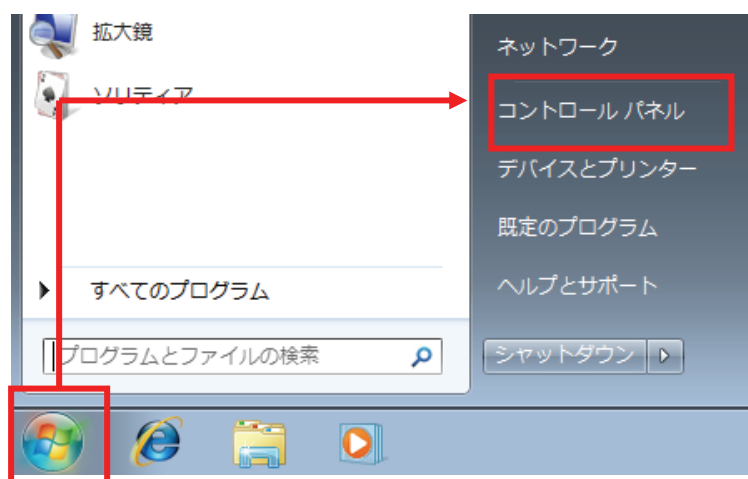 拡大鏡
ソリティア
すべてのプログラム
プログラムとファイルの検索
ネットワーク
コントロール パネル
デバイスとプリンター
既定のプログラム
ヘルプとサポート
シャットダウン